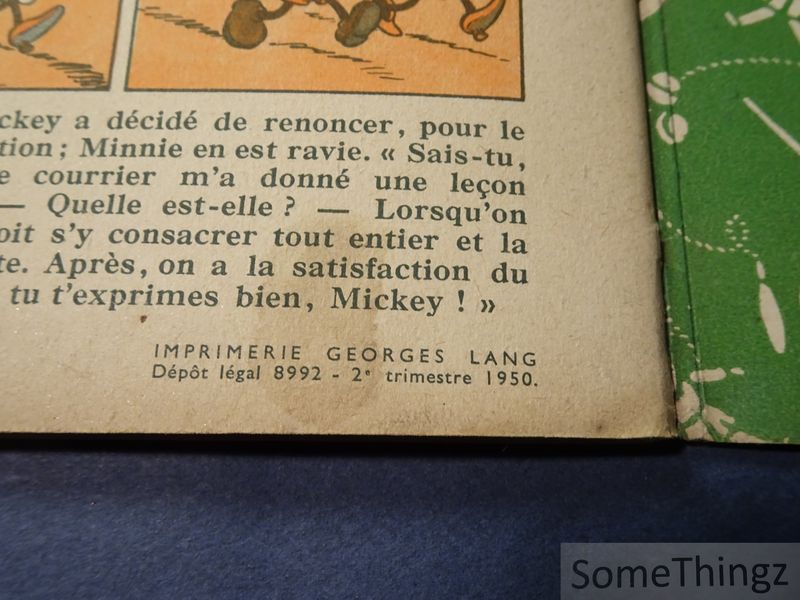 ckey a décidé de renoncer, pour le
tion ; Minnie en est ravie. « Sais-tu,
e courrier m'a donné une leçon
— Quelle est-elle ? — Lorsqu'on
oit s'y consacrer tout entier et la
te. Après, on a la satisfaction du
tu t'exprimes bien, Mickey ! »
IMPRIMERIE GEORGES LANG
Dépôt légal 8992 - 2e trimestre 1950.
SomeThingz